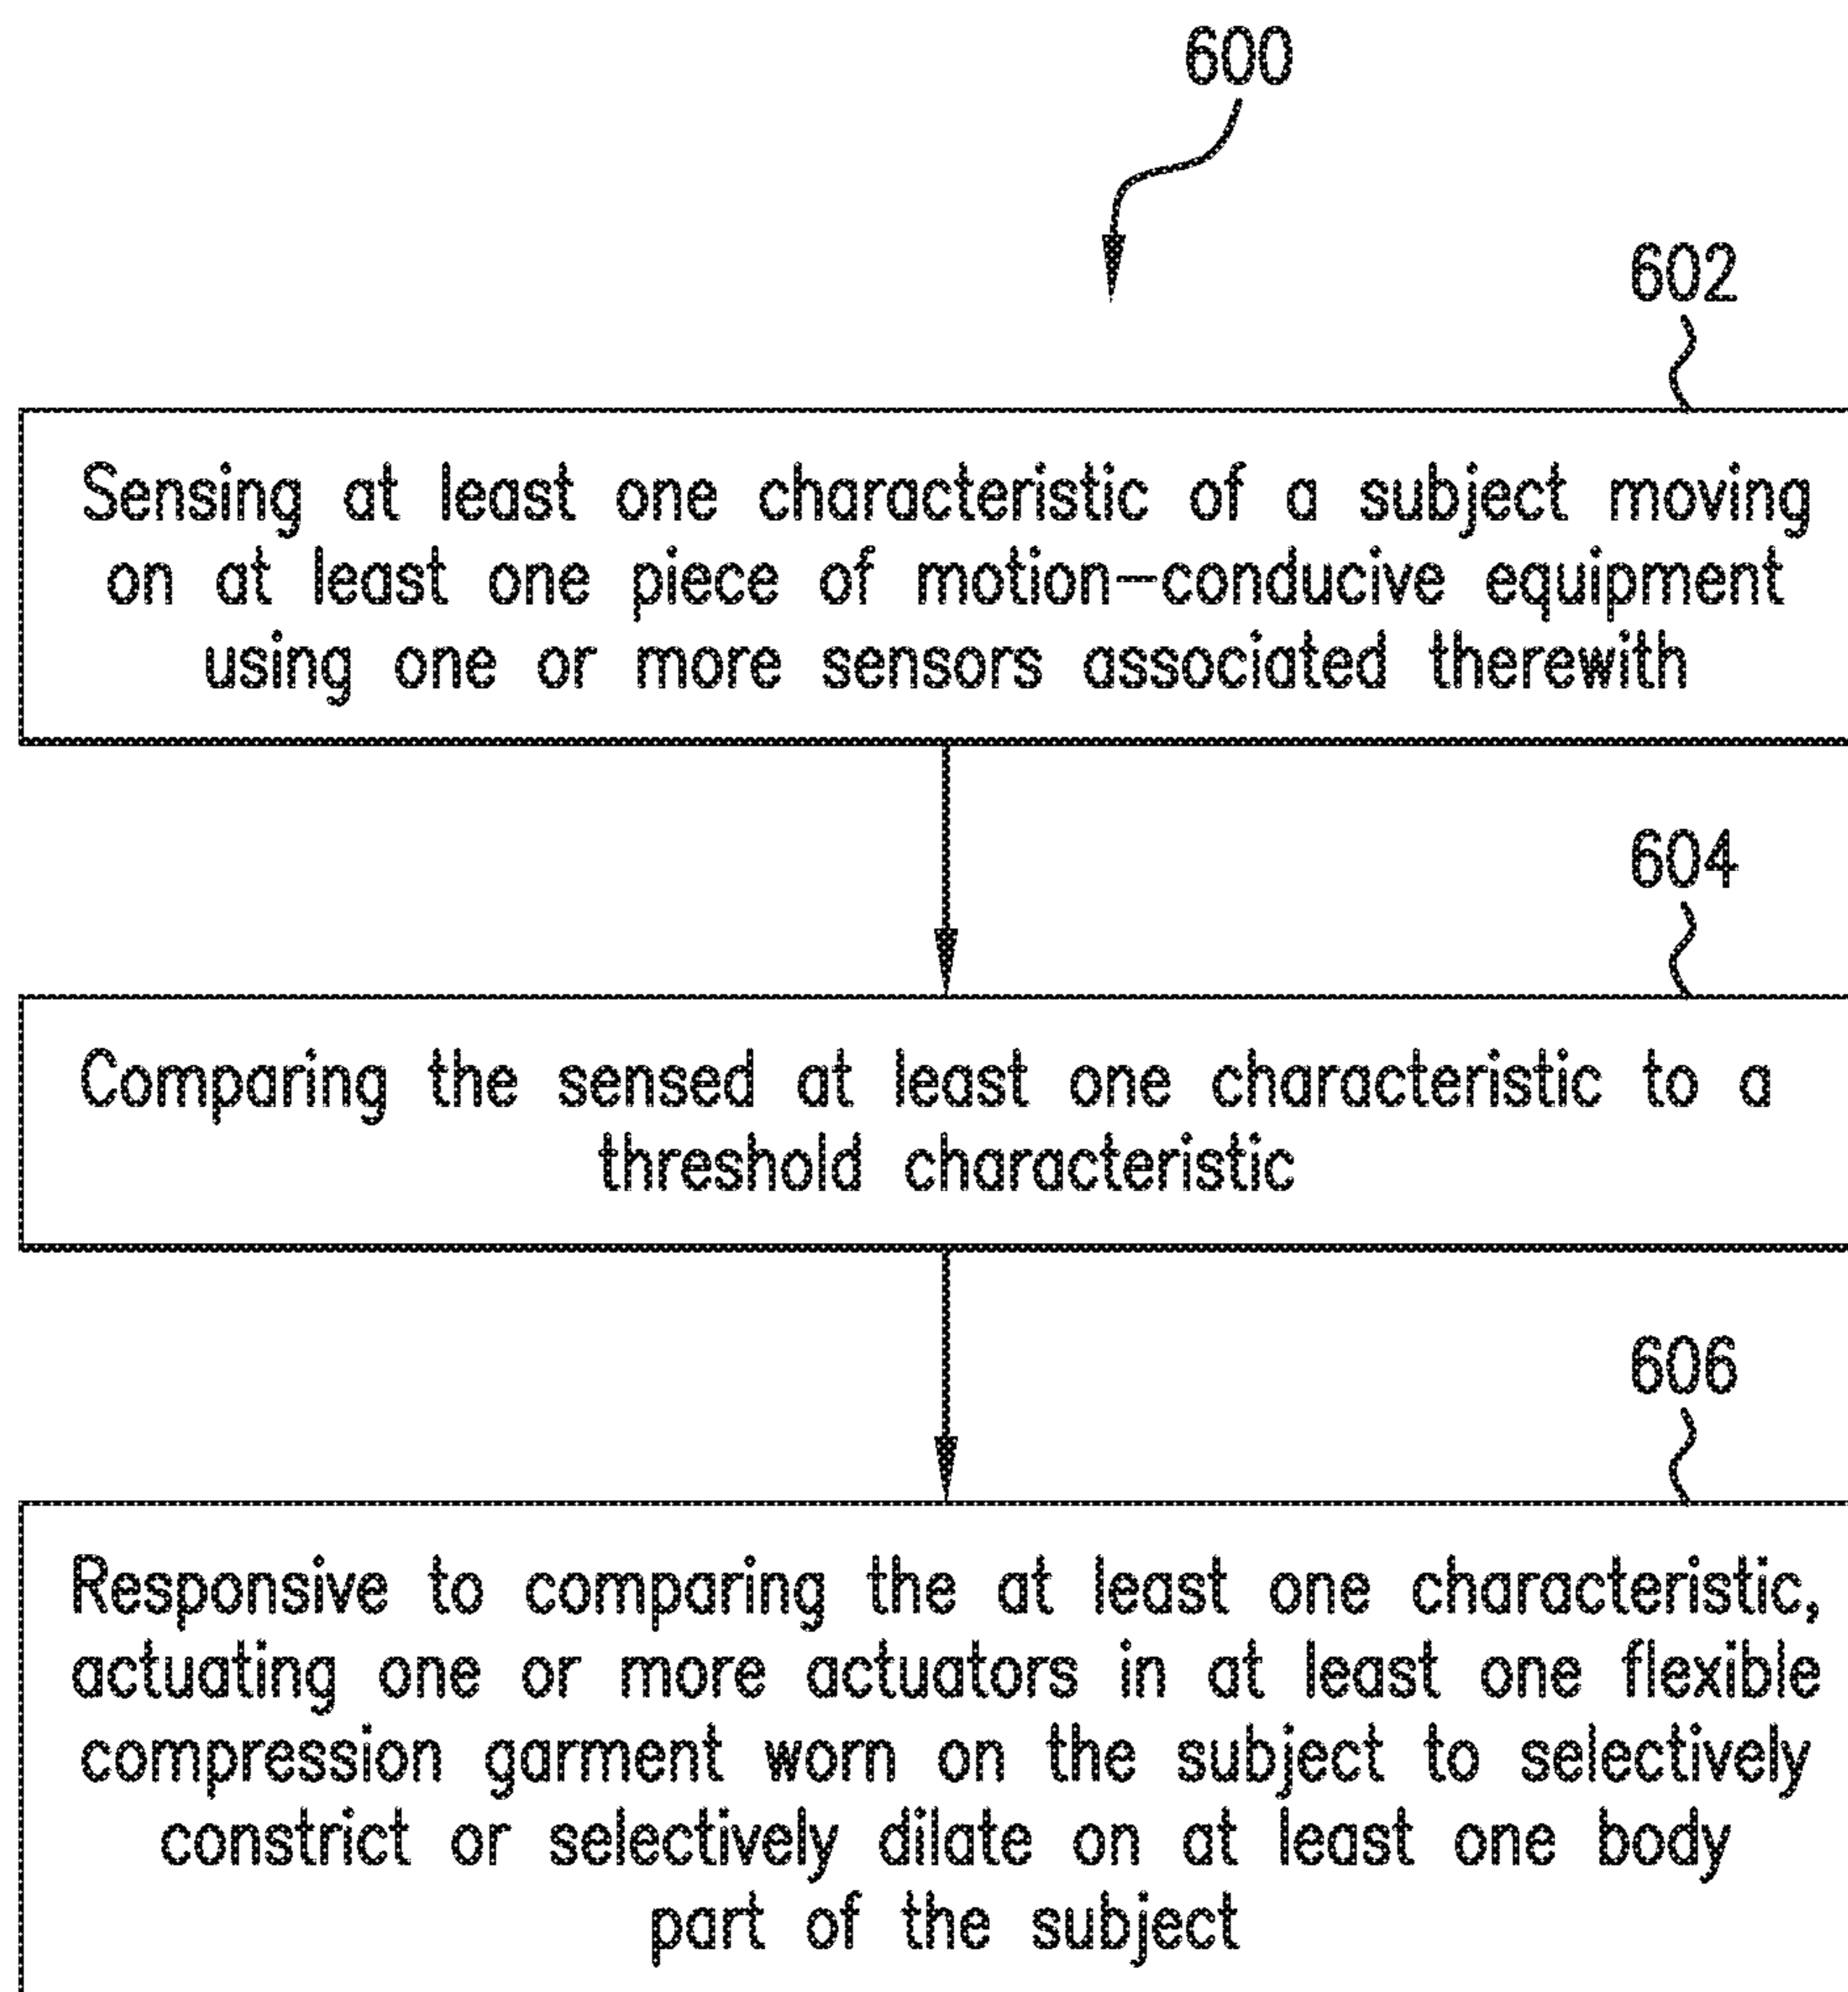 600
602
Sensing at least one characteristic of a subject moving
on at least one piece of motion-conducive equipment
using one or more sensors associated therewith
604
Comparing the sensed at least one characteristic to a
threshold characteristic
606
Responsive to comparing the at least one characteristic,
actuating one or more actuators in at least one flexible
compression garment worn on the subject to selectively
constrict or selectively dilate on at least one body
part of the subject